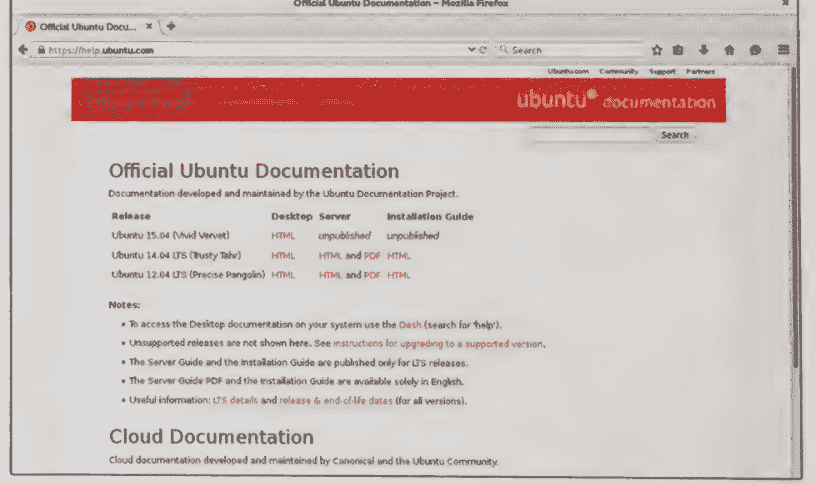 Official Ubuntu Documentation - Mozilla Firefox
Official Ubuntu Docu...
https://help.ubuntu.com
Search
Ubuntu.com Community Support Partners
ubuntu® documentation
Search
Official Ubuntu Documentation
Documentation developed and maintained by the Ubuntu Documentation Project.
Release Desktop Server Installation Guide
Ubuntu 15.04 (Vivid Vervet) HTML unpublished unpublished
Ubuntu 14.04 LTS (Trusty Tahr) HTML HTML and PDF HTML
Ubuntu 12.04 LTS (Precise Pangolin) HTML HTML and PDF HTML
Notes:
• To access the Desktop documentation on your system use the Dash (search for 'help').
• Unsupported releases are not shown here. See instructions for upgrading to a supported version.
• The Server Guide and the Installation Guide are published only for LTS releases.
• The Server Guide PDF and the Installation Guide are available solely in English.
• Useful information: LTS details and release & end-of-life dates (for all versions).
Cloud Documentation
Cloud documentation developed and maintained by Canonical and the Ubuntu Community.